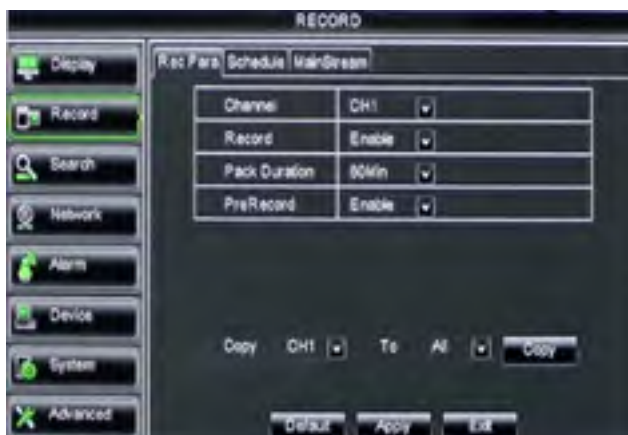 RECORD
Display
Record
Search
Network
Alarm
Device
System
Advanced
Rec Para Schedule MainStream
Channel CH1
Record Enable
Pack Duration 60Min
PreRecord Enable
Copy CH1 To All Copy
Default Apply Exit